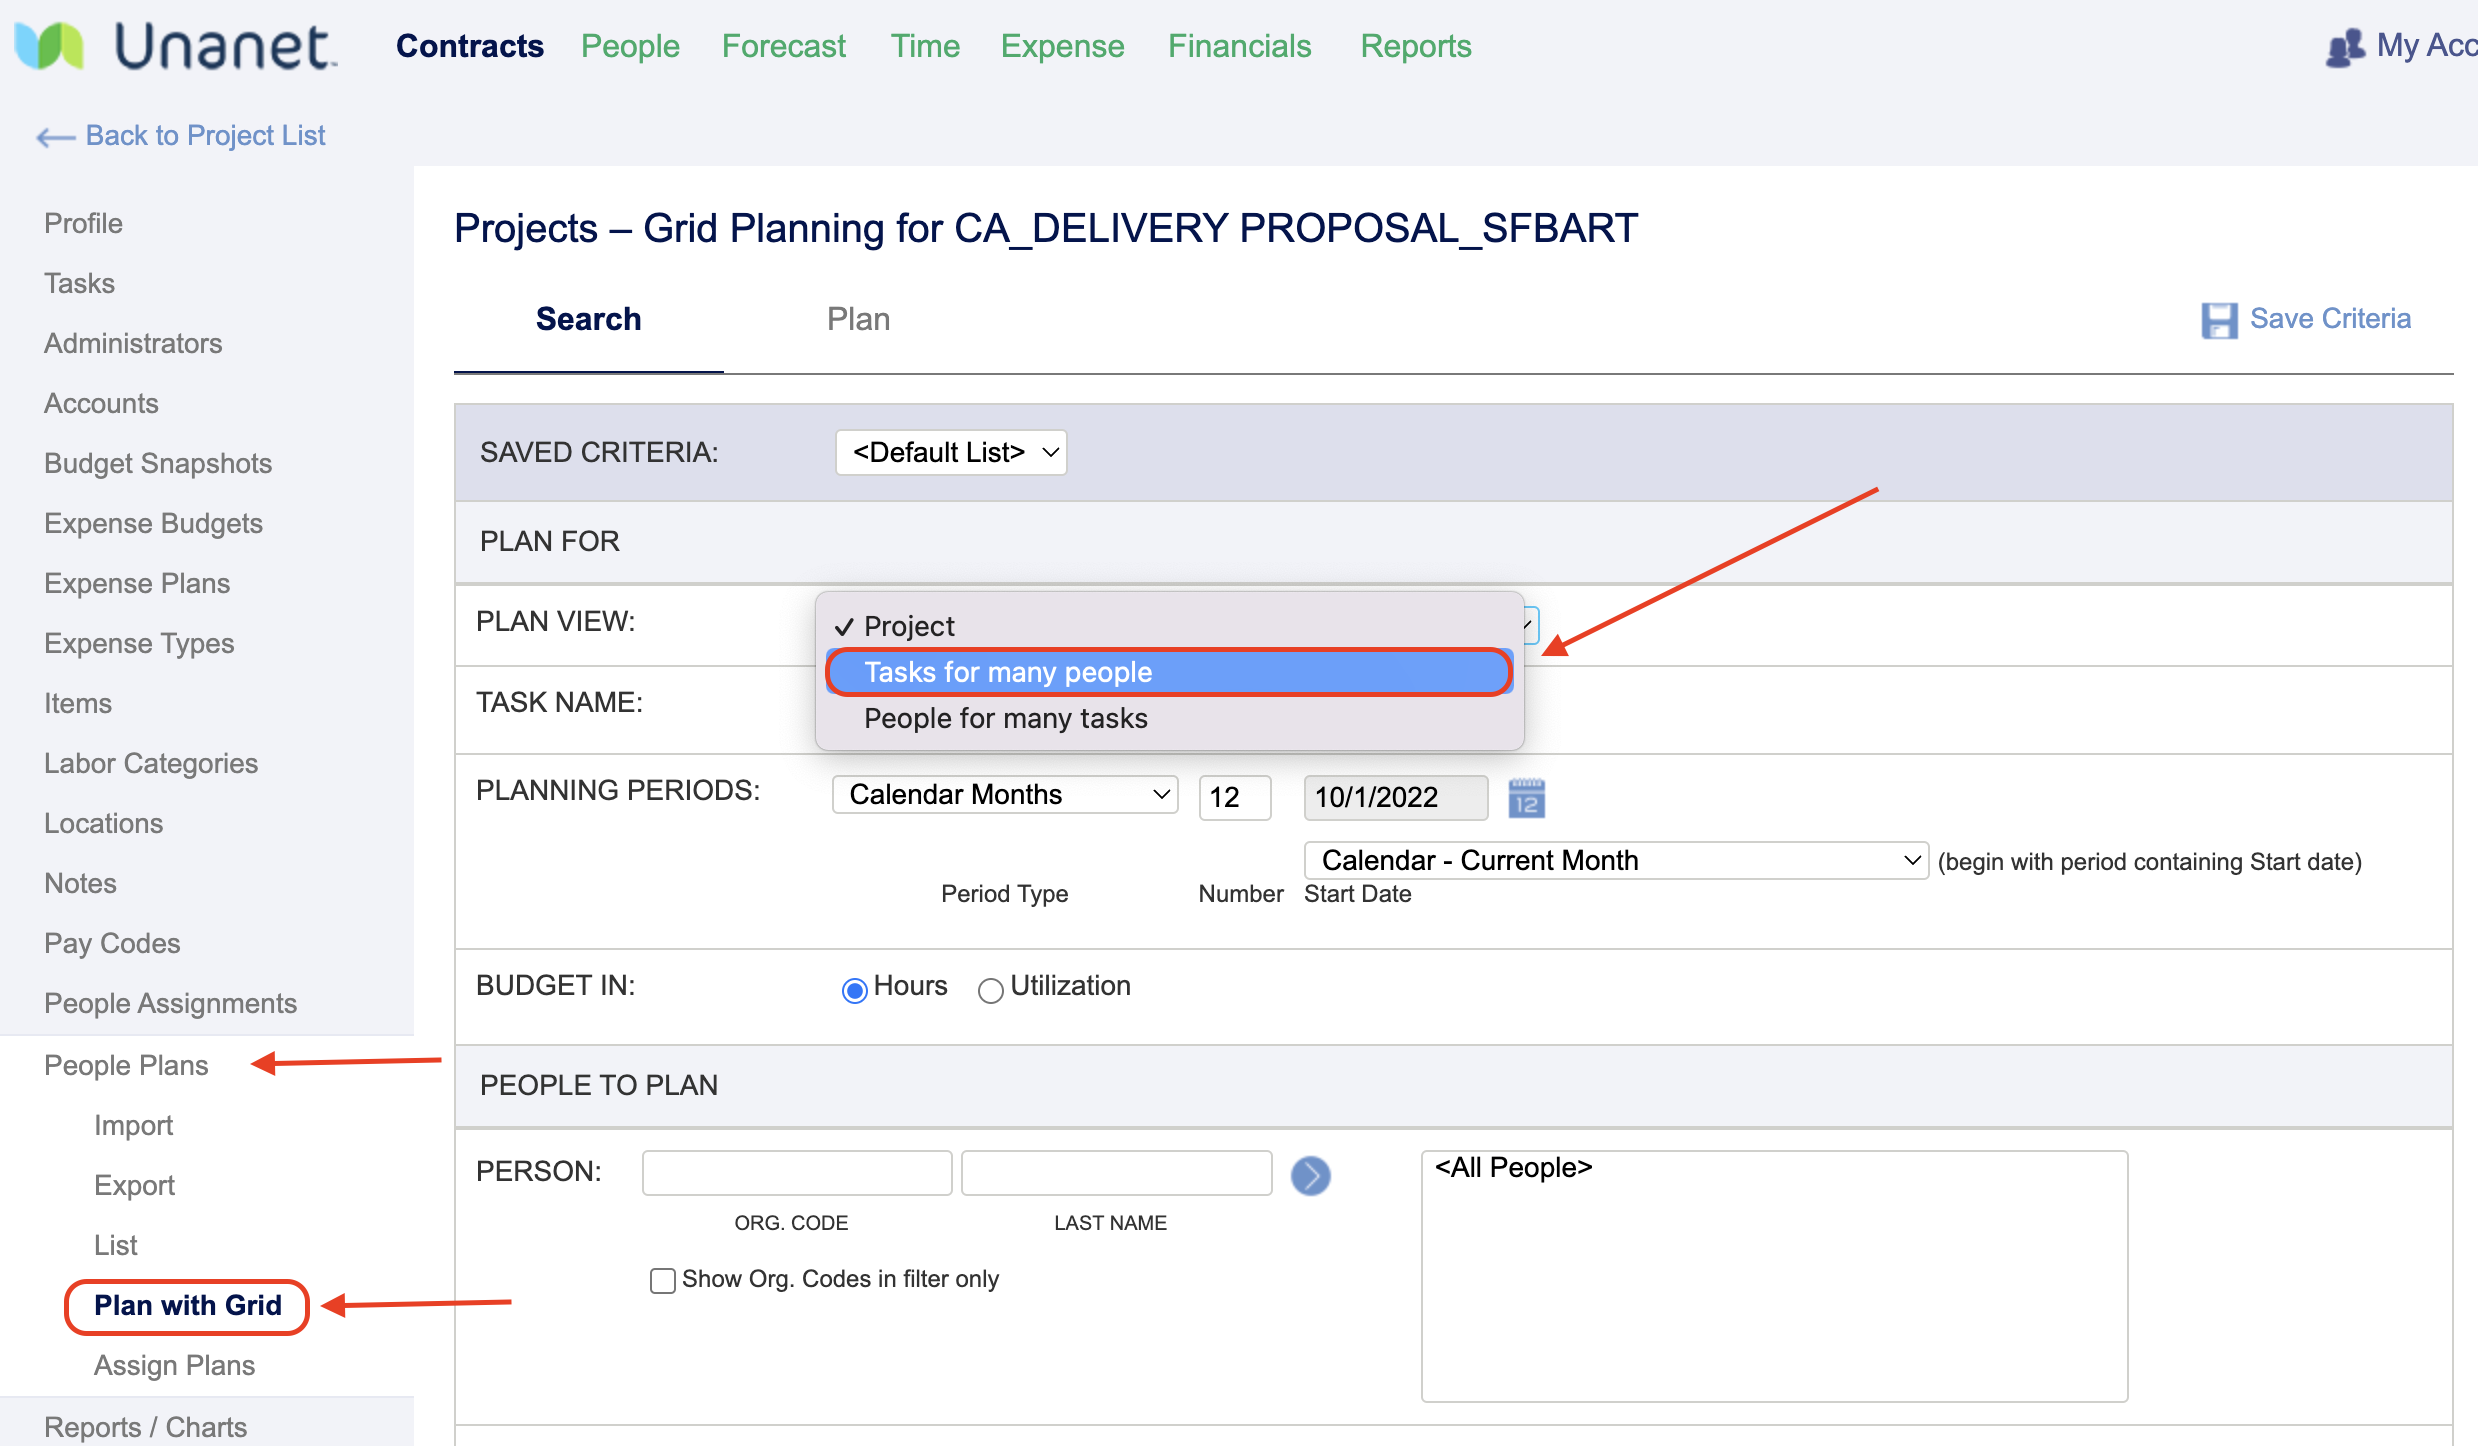 Unanet
Contracts People Forecast Time Expense Financials Reports
My Acc
Back to Project List
Profile
Tasks
Administrators
Accounts
Budget Snapshots
Expense Budgets
Expense Plans
Expense Types
Items
Labor Categories
Locations
Notes
Pay Codes
People Assignments
People Plans
Import
Export
List
Plan with Grid
Assign Plans
Reports / Charts
Projects – Grid Planning for CA_DELIVERY PROPOSAL_SFBART
Search Plan
Save Criteria
SAVED CRITERIA: <Default List>
PLAN FOR
PLAN VIEW:
✓ Project
Tasks for many people
People for many tasks
TASK NAME:
PLANNING PERIODS: Calendar Months 12 10/1/2022 12
Calendar - Current Month (begin with period containing Start date)
Period Type Number Start Date
BUDGET IN: Hours Utilization
PEOPLE TO PLAN
PERSON: <All People>
ORG. CODE LAST NAME
Show Org. Codes in filter only